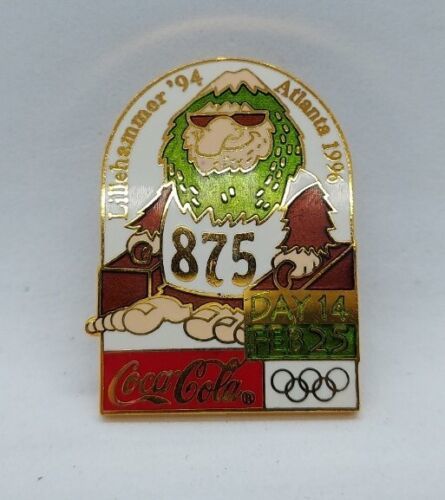 Lillehammer '94
Atlanta 1996
875
DAY 14
FEB 25
Coca-Cola®